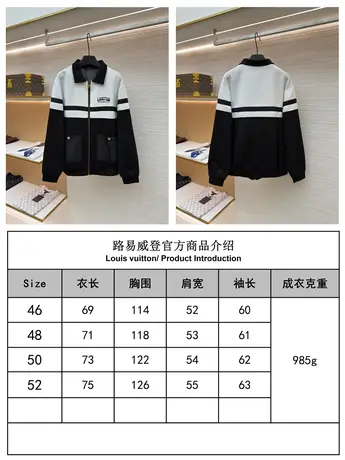 路易威登官方商品介绍
Louis vuitton/ Product Introduction
Size 衣长 胸围 肩宽 袖长 成衣克重
46 69 114 52 60
48 71 118 53 61
50 73 122 54 62 985g
52 75 126 55 63